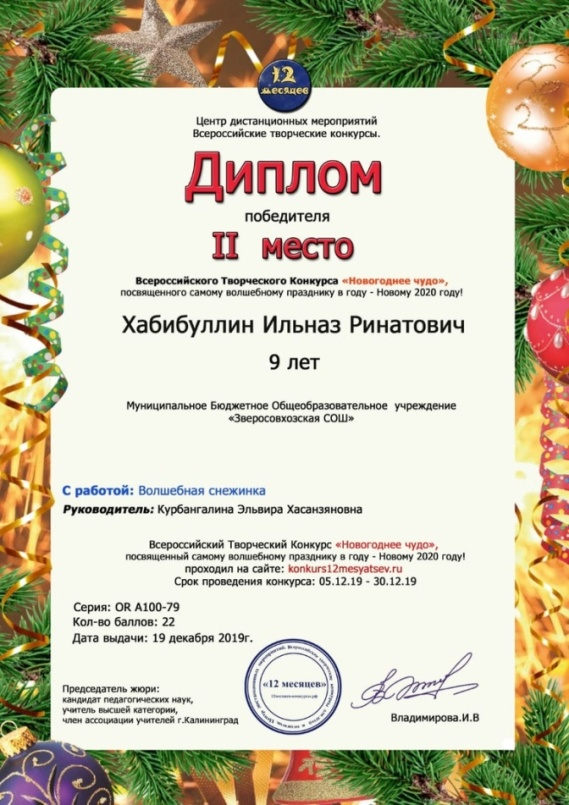 12
месяцев
Центр дистанционных мероприятий
Всероссийские творческие конкурсы.
Диплом
победителя
II место
Всероссийского Творческого Конкурса «Новогоднее чудо»,
посвященного самому волшебному празднику в году - Новому 2020 году!
Хабибуллин Ильназ Ринатович
9 лет
Муниципальное Бюджетное Общеобразовательное учреждение
«Зверосовхозская СОШ»
С работой: Волшебная снежинка
Руководитель: Курбангалина Эльвира Хасанзяновна
Всероссийский Творческий Конкурс «Новогоднее чудо»,
посвященный самому волшебному празднику в году - Новому 2020 году!
проходил на сайте: konkurs12mesyatsev.ru
Срок проведения конкурса: 05.12.19 - 30.12.19
Серия: OR A100-79
Кол-во баллов: 22
Дата выдачи: 19 декабря 2019г.
«12 месяцев»
Председатель жюри:
кандидат педагогических наук,
учитель высшей категории,
член ассоциации учителей г.Калининград
Владимирова.И.В